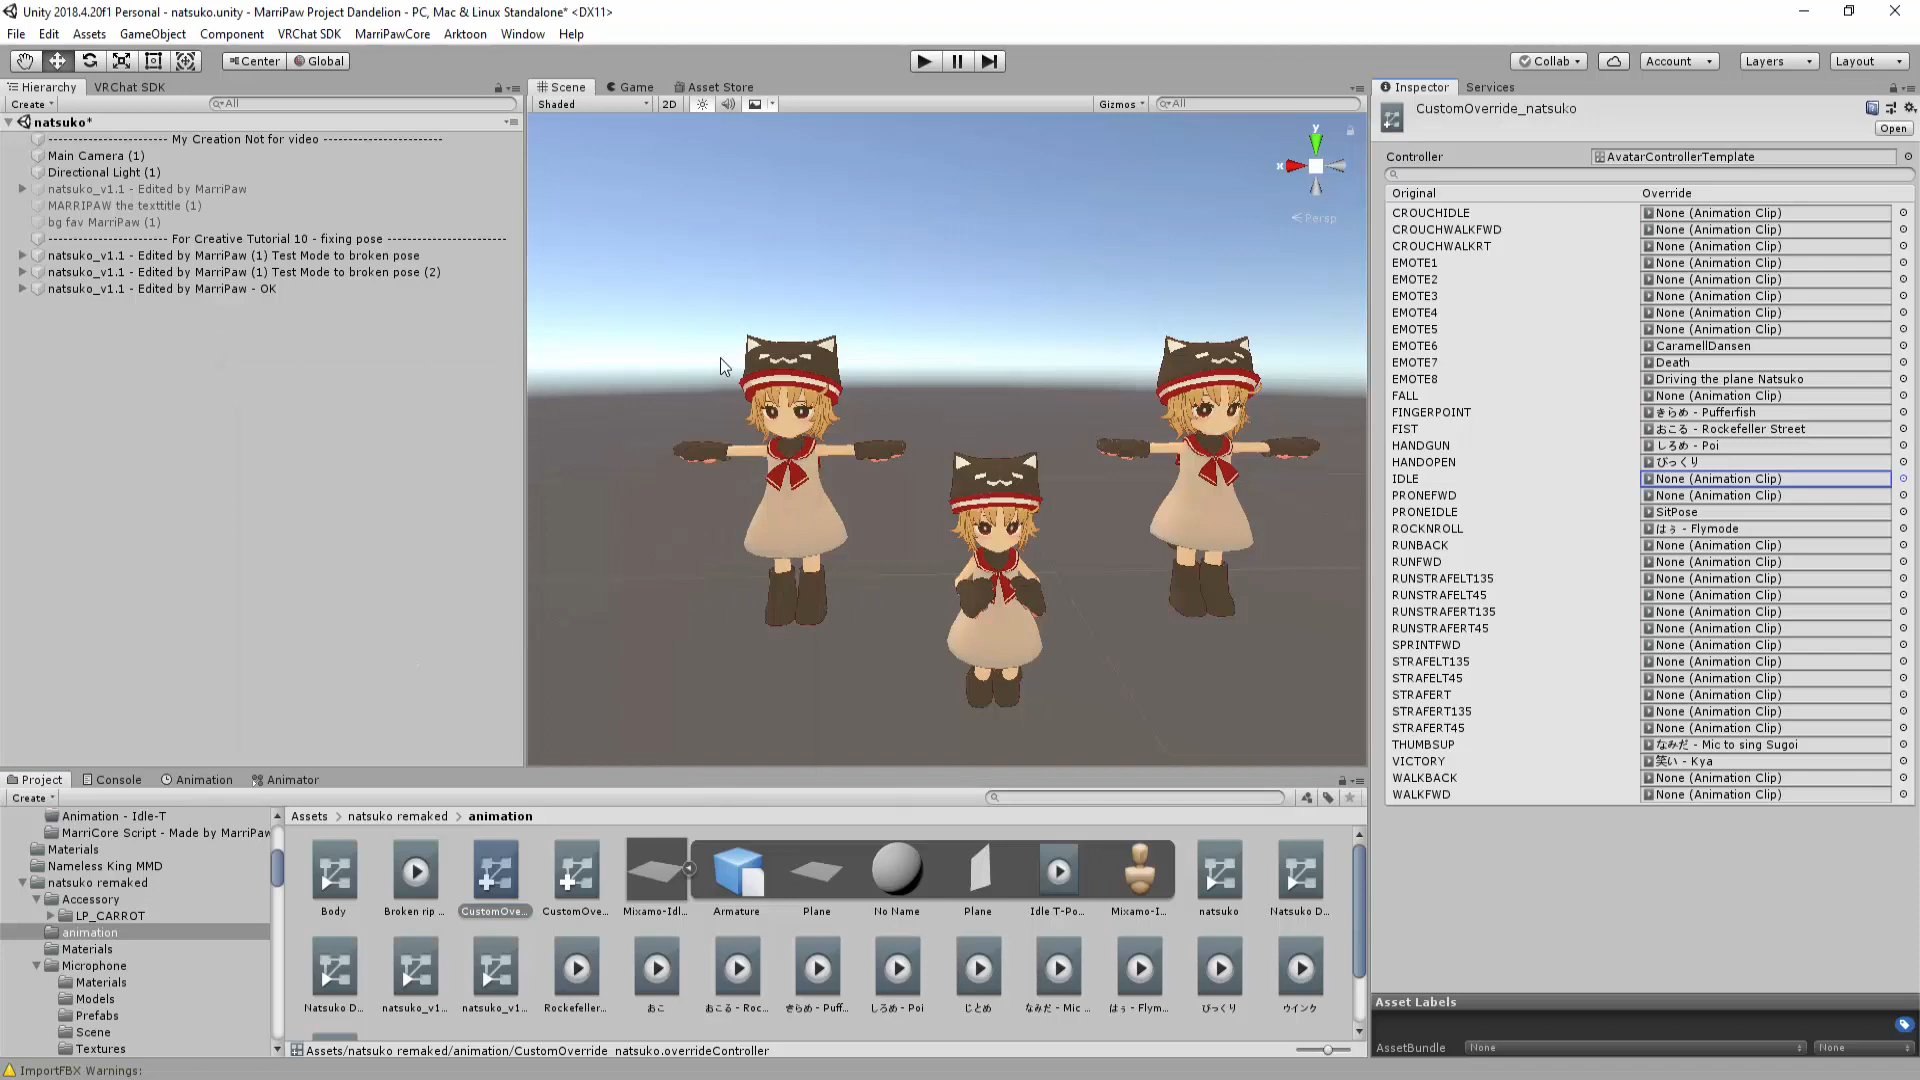 Unity 2018.4.20f1 Personal - natsuko.unity - MarriPaw Project Dandelion - PC, Mac & Linux Standalone* <DX11>
File Edit Assets GameObject Component VRChat SDK MarriPawCore Arktoon Window Help
Center Global
Collab Account Layers Layout
Hierarchy VRChat SDK
Create All
natsuko*
------------------------ My Creation Not for video ------------------------
Main Camera (1)
Directional Light (1)
natsuko_v1.1 - Edited by MarriPaw
MARRIPAW the texttitle (1)
bg fav MarriPaw (1)
------------------------ For Creative Tutorial 10 - fixing pose ------------------------
natsuko_v1.1 - Edited by MarriPaw (1) Test Mode to broken pose
natsuko_v1.1 - Edited by MarriPaw (1) Test Mode to broken pose (2)
natsuko_v1.1 - Edited by MarriPaw - OK
Scene Game Asset Store
Shaded 2D Gizmos All
y
x
Persp
Inspector Services
CustomOverride_natsuko
Open
Controller AvatarControllerTemplate
Original Override
CROUCHIDLE None (Animation Clip)
CROUCHWALKFWD None (Animation Clip)
CROUCHWALKRT None (Animation Clip)
EMOTE1 None (Animation Clip)
EMOTE2 None (Animation Clip)
EMOTE3 None (Animation Clip)
EMOTE4 None (Animation Clip)
EMOTE5 None (Animation Clip)
EMOTE6 CaramellDansen
EMOTE7 Death
EMOTE8 Driving the plane Natsuko
FALL None (Animation Clip)
FINGERPOINT きらめ - Pufferfish
FIST おこる - Rockefeller Street
HANDGUN しろめ - Poi
HANDOPEN びっくり
IDLE None (Animation Clip)
PRONEFWD None (Animation Clip)
PRONEIDLE SitPose
ROCKNROLL はぅ - Flymode
RUNBACK None (Animation Clip)
RUNFWD None (Animation Clip)
RUNSTRAFELT135 None (Animation Clip)
RUNSTRAFELT45 None (Animation Clip)
RUNSTRAFERT135 None (Animation Clip)
RUNSTRAFERT45 None (Animation Clip)
SPRINTFWD None (Animation Clip)
STRAFELT135 None (Animation Clip)
STRAFELT45 None (Animation Clip)
STRAFERT None (Animation Clip)
STRAFERT135 None (Animation Clip)
STRAFERT45 None (Animation Clip)
THUMBSUP なみだ - Mic to sing Sugoi
VICTORY 笑い - Kya
WALKBACK None (Animation Clip)
WALKFWD None (Animation Clip)
Asset Labels
AssetBundle None None
Project Console Animation Animator
Create
Animation - Idle-T
MarriCore Script - Made by MarriPaw
Materials
Nameless King MMD
natsuko remaked
Accessory
LP_CARROT
animation
Materials
Microphone
Materials
Models
Prefabs
Scene
Textures
Assets > natsuko remaked > animation
Body Broken rip ... CustomOve... CustomOve... Mixamo-Idl... Armature Plane No Name Plane Idle T-Po... Mixamo-I... natsuko Natsuko D...
Natsuko D... natsuko_v1... natsuko_v1... Rockefeller... おこ おこる - Roc... きらめ - Puff... しろめ - Poi じとめ なみだ - Mic ... はぅ - Flym... びっくり ウインク
Assets/natsuko remaked/animation/CustomOverride_natsuko.overrideController
ImportFBX Warnings: